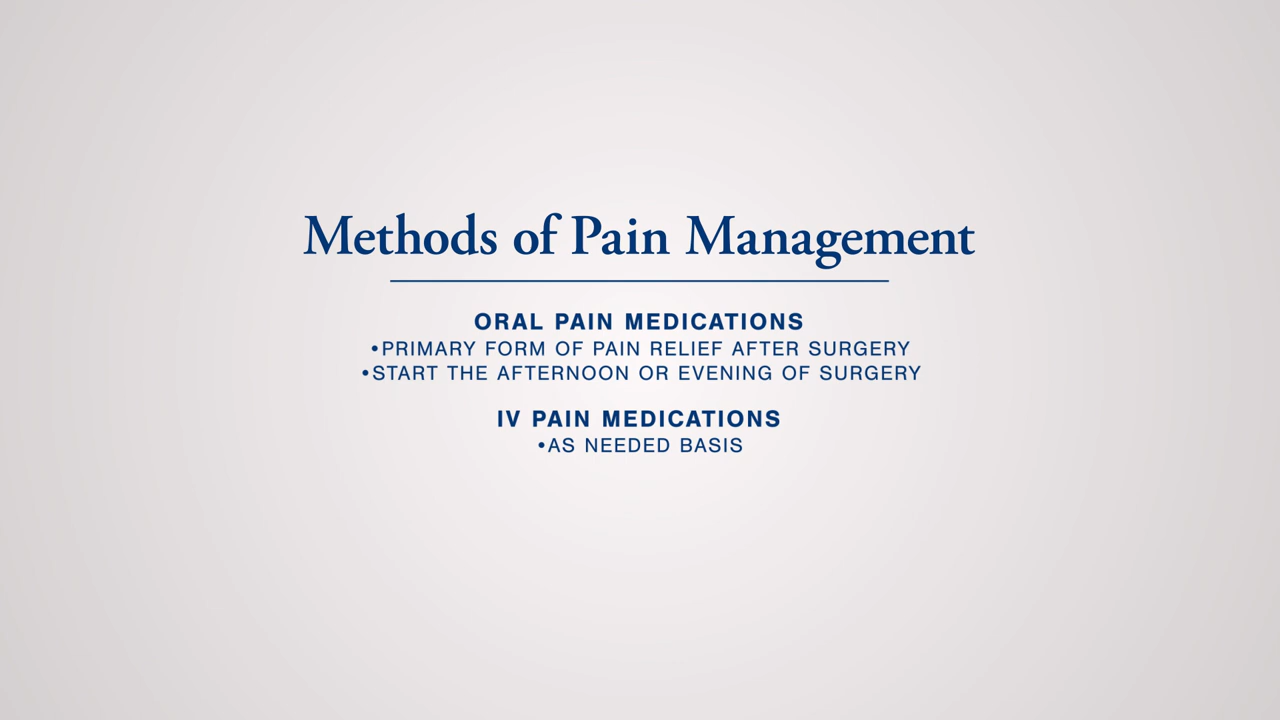 Methods of Pain Management
ORAL PAIN MEDICATIONS
•PRIMARY FORM OF PAIN RELIEF AFTER SURGERY
•START THE AFTERNOON OR EVENING OF SURGERY
IV PAIN MEDICATIONS
•AS NEEDED BASIS